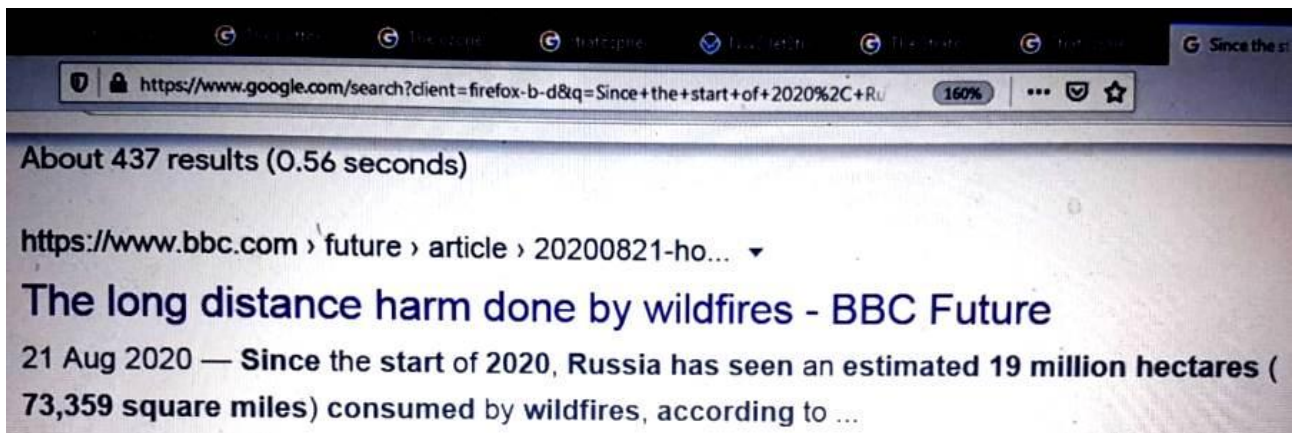 Since the st
https://www.google.com/search?client=firefox-b-d&q=Since+the+start+of+2020%2C+Ru
160%
About 437 results (0.56 seconds)
https://www.bbc.com › future › article › 20200821-ho...
The long distance harm done by wildfires - BBC Future
21 Aug 2020 — Since the start of 2020, Russia has seen an estimated 19 million hectares (
73,359 square miles) consumed by wildfires, according to ...